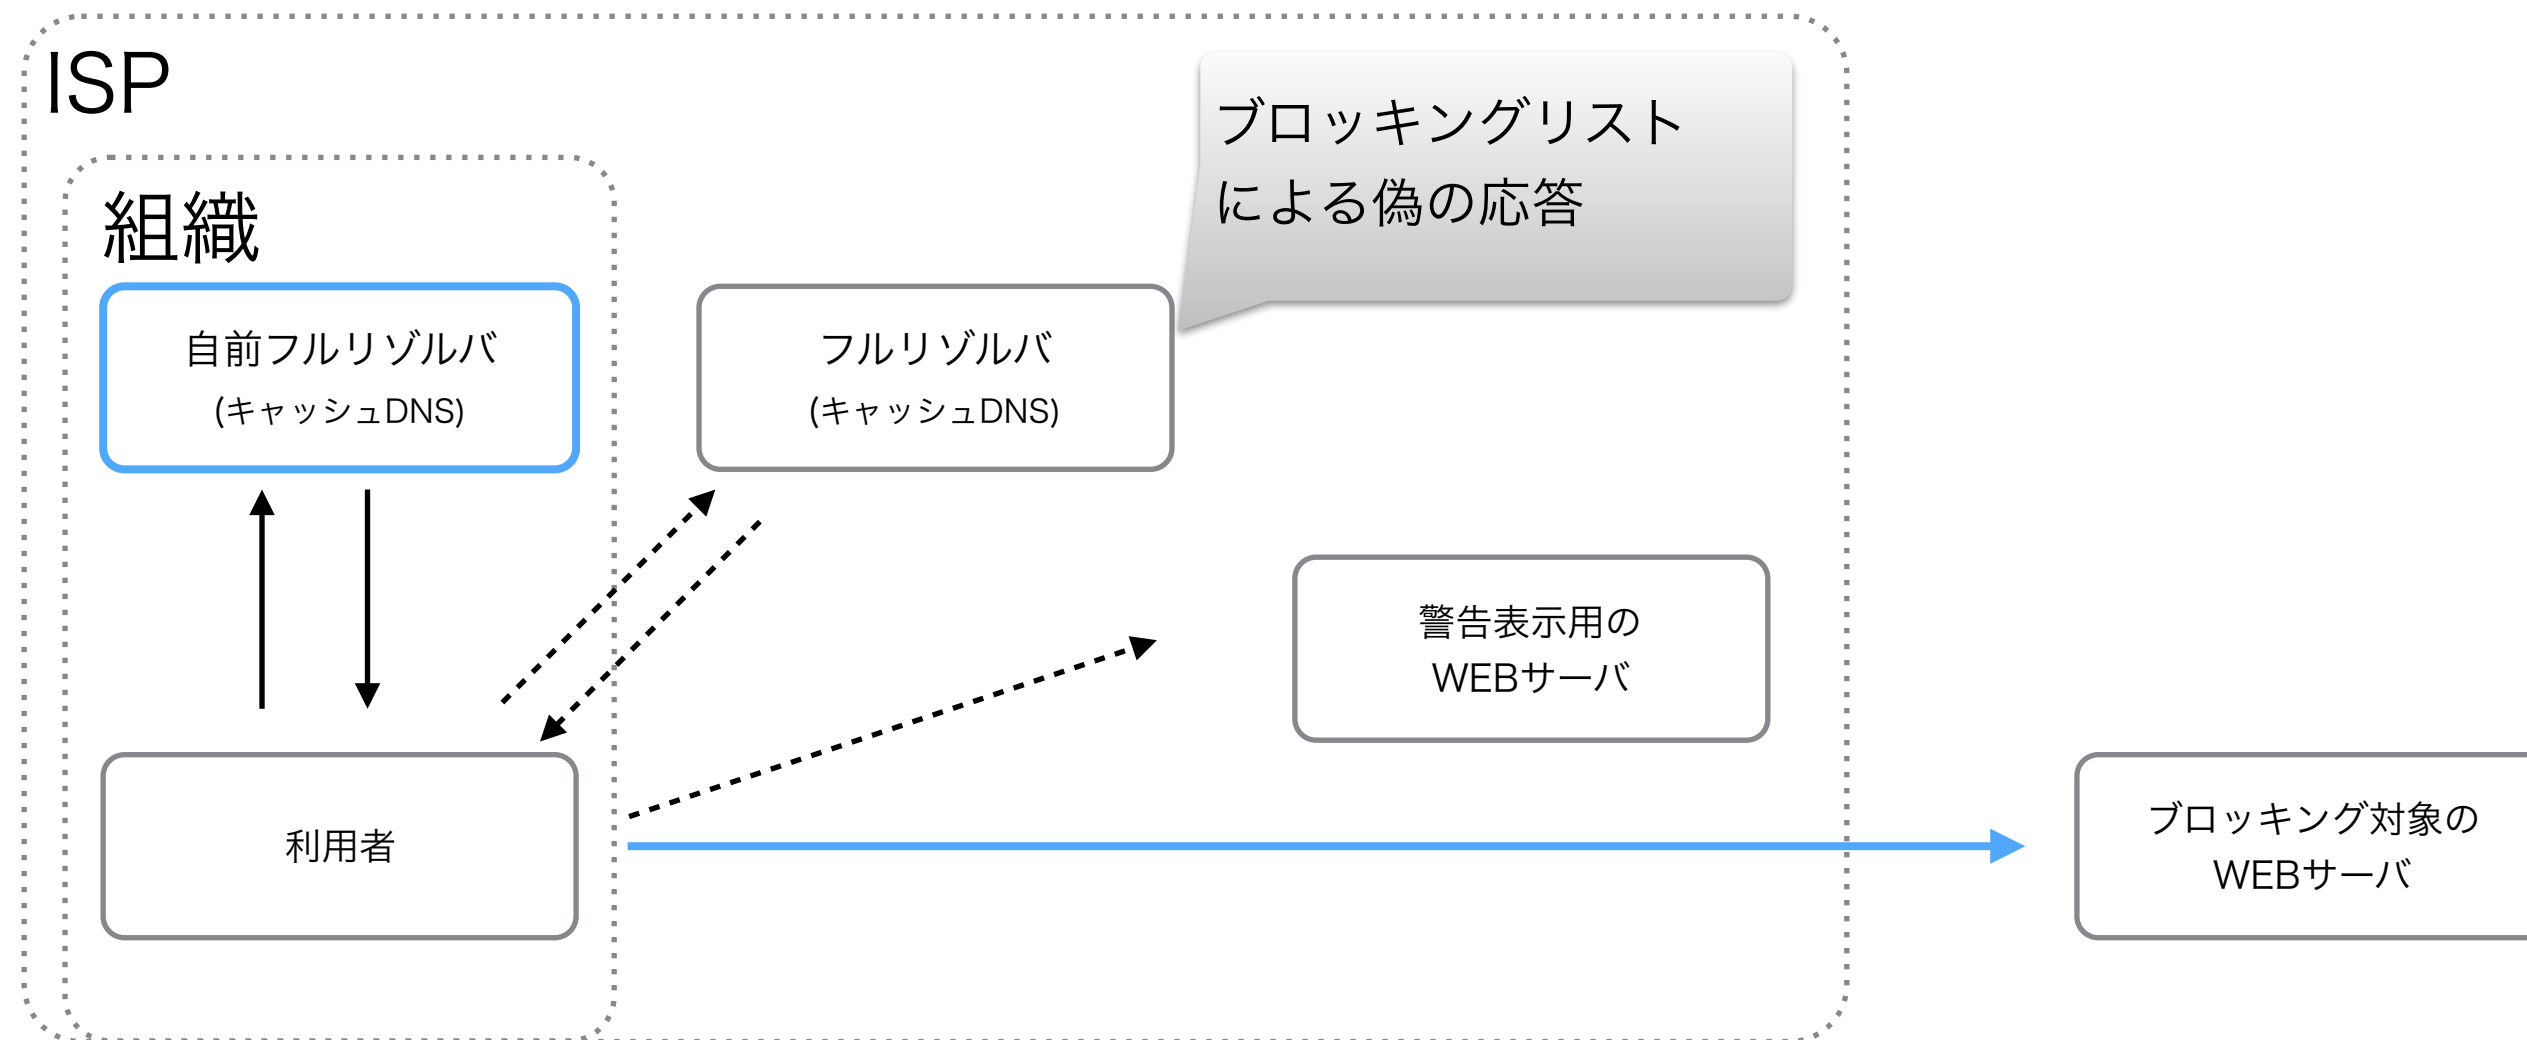 ISP
ブロッキングリスト
による偽の応答
組織
自前フルリゾルバ
(キャッシュDNS)
フルリゾルバ
(キャッシュDNS)
警告表示用の
WEBサーバ
利用者
ブロッキング対象の
WEBサーバ